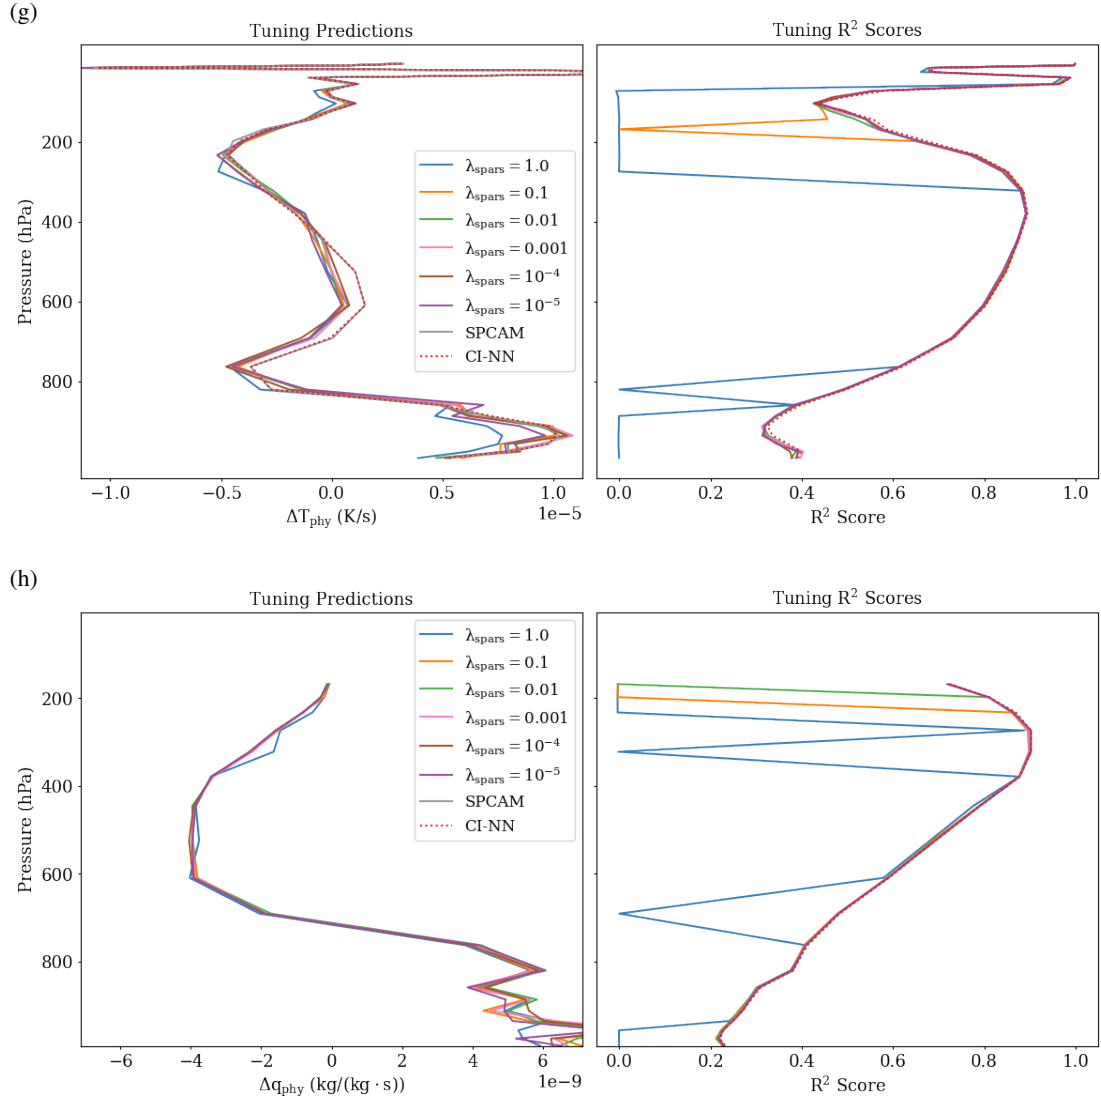 (g)
Tuning Predictions
Tuning R² Scores
Pressure (hPa)
200
400
600
800
λspars = 1.0
λspars = 0.1
λspars = 0.01
λspars = 0.001
λspars = 10⁻⁴
λspars = 10⁻⁵
SPCAM
CI-NN
−1.0 −0.5 0.0 0.5 1.0
1e−5
ΔTphy (K/s)
0.0 0.2 0.4 0.6 0.8 1.0
R² Score
(h)
Tuning Predictions
Tuning R² Scores
Pressure (hPa)
200
400
600
800
λspars = 1.0
λspars = 0.1
λspars = 0.01
λspars = 0.001
λspars = 10⁻⁴
λspars = 10⁻⁵
SPCAM
CI-NN
−6 −4 −2 0 2 4 6
1e−9
Δqphy (kg/(kg · s))
0.0 0.2 0.4 0.6 0.8 1.0
R² Score